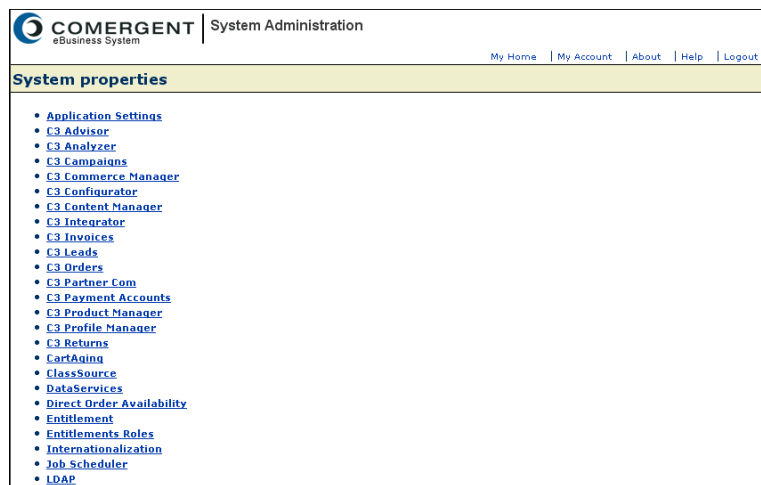 COMERGENT
eBusiness System
System Administration
My Home | My Account | About | Help | Logout
System properties
• Application Settings
• C3 Advisor
• C3 Analyzer
• C3 Campaigns
• C3 Commerce Manager
• C3 Configurator
• C3 Content Manager
• C3 Integrator
• C3 Invoices
• C3 Leads
• C3 Orders
• C3 Partner Com
• C3 Payment Accounts
• C3 Product Manager
• C3 Profile Manager
• C3 Returns
• CartAging
• ClassSource
• DataServices
• Direct Order Availability
• Entitlement
• Entitlements Roles
• Internationalization
• Job Scheduler
• LDAP